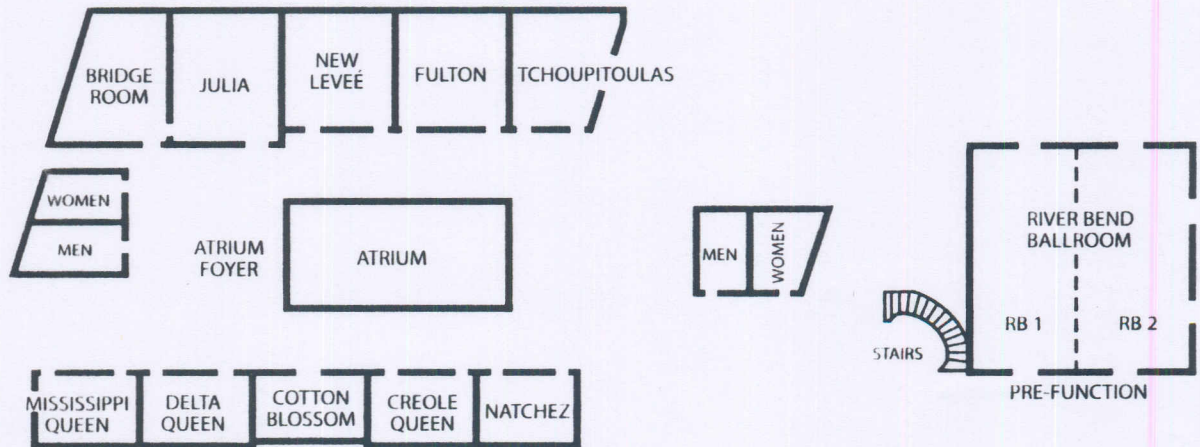 BRIDGE
ROOM
JULIA
NEW
LEVEÉ
FULTON
TCHOUPITOULAS
WOMEN
MEN
ATRIUM
FOYER
ATRIUM
MEN
WOMEN
RIVER BEND
BALLROOM
RB 1
RB 2
STAIRS
PRE-FUNCTION
MISSISSIPPI
QUEEN
DELTA
QUEEN
COTTON
BLOSSOM
CREOLE
QUEEN
NATCHEZ